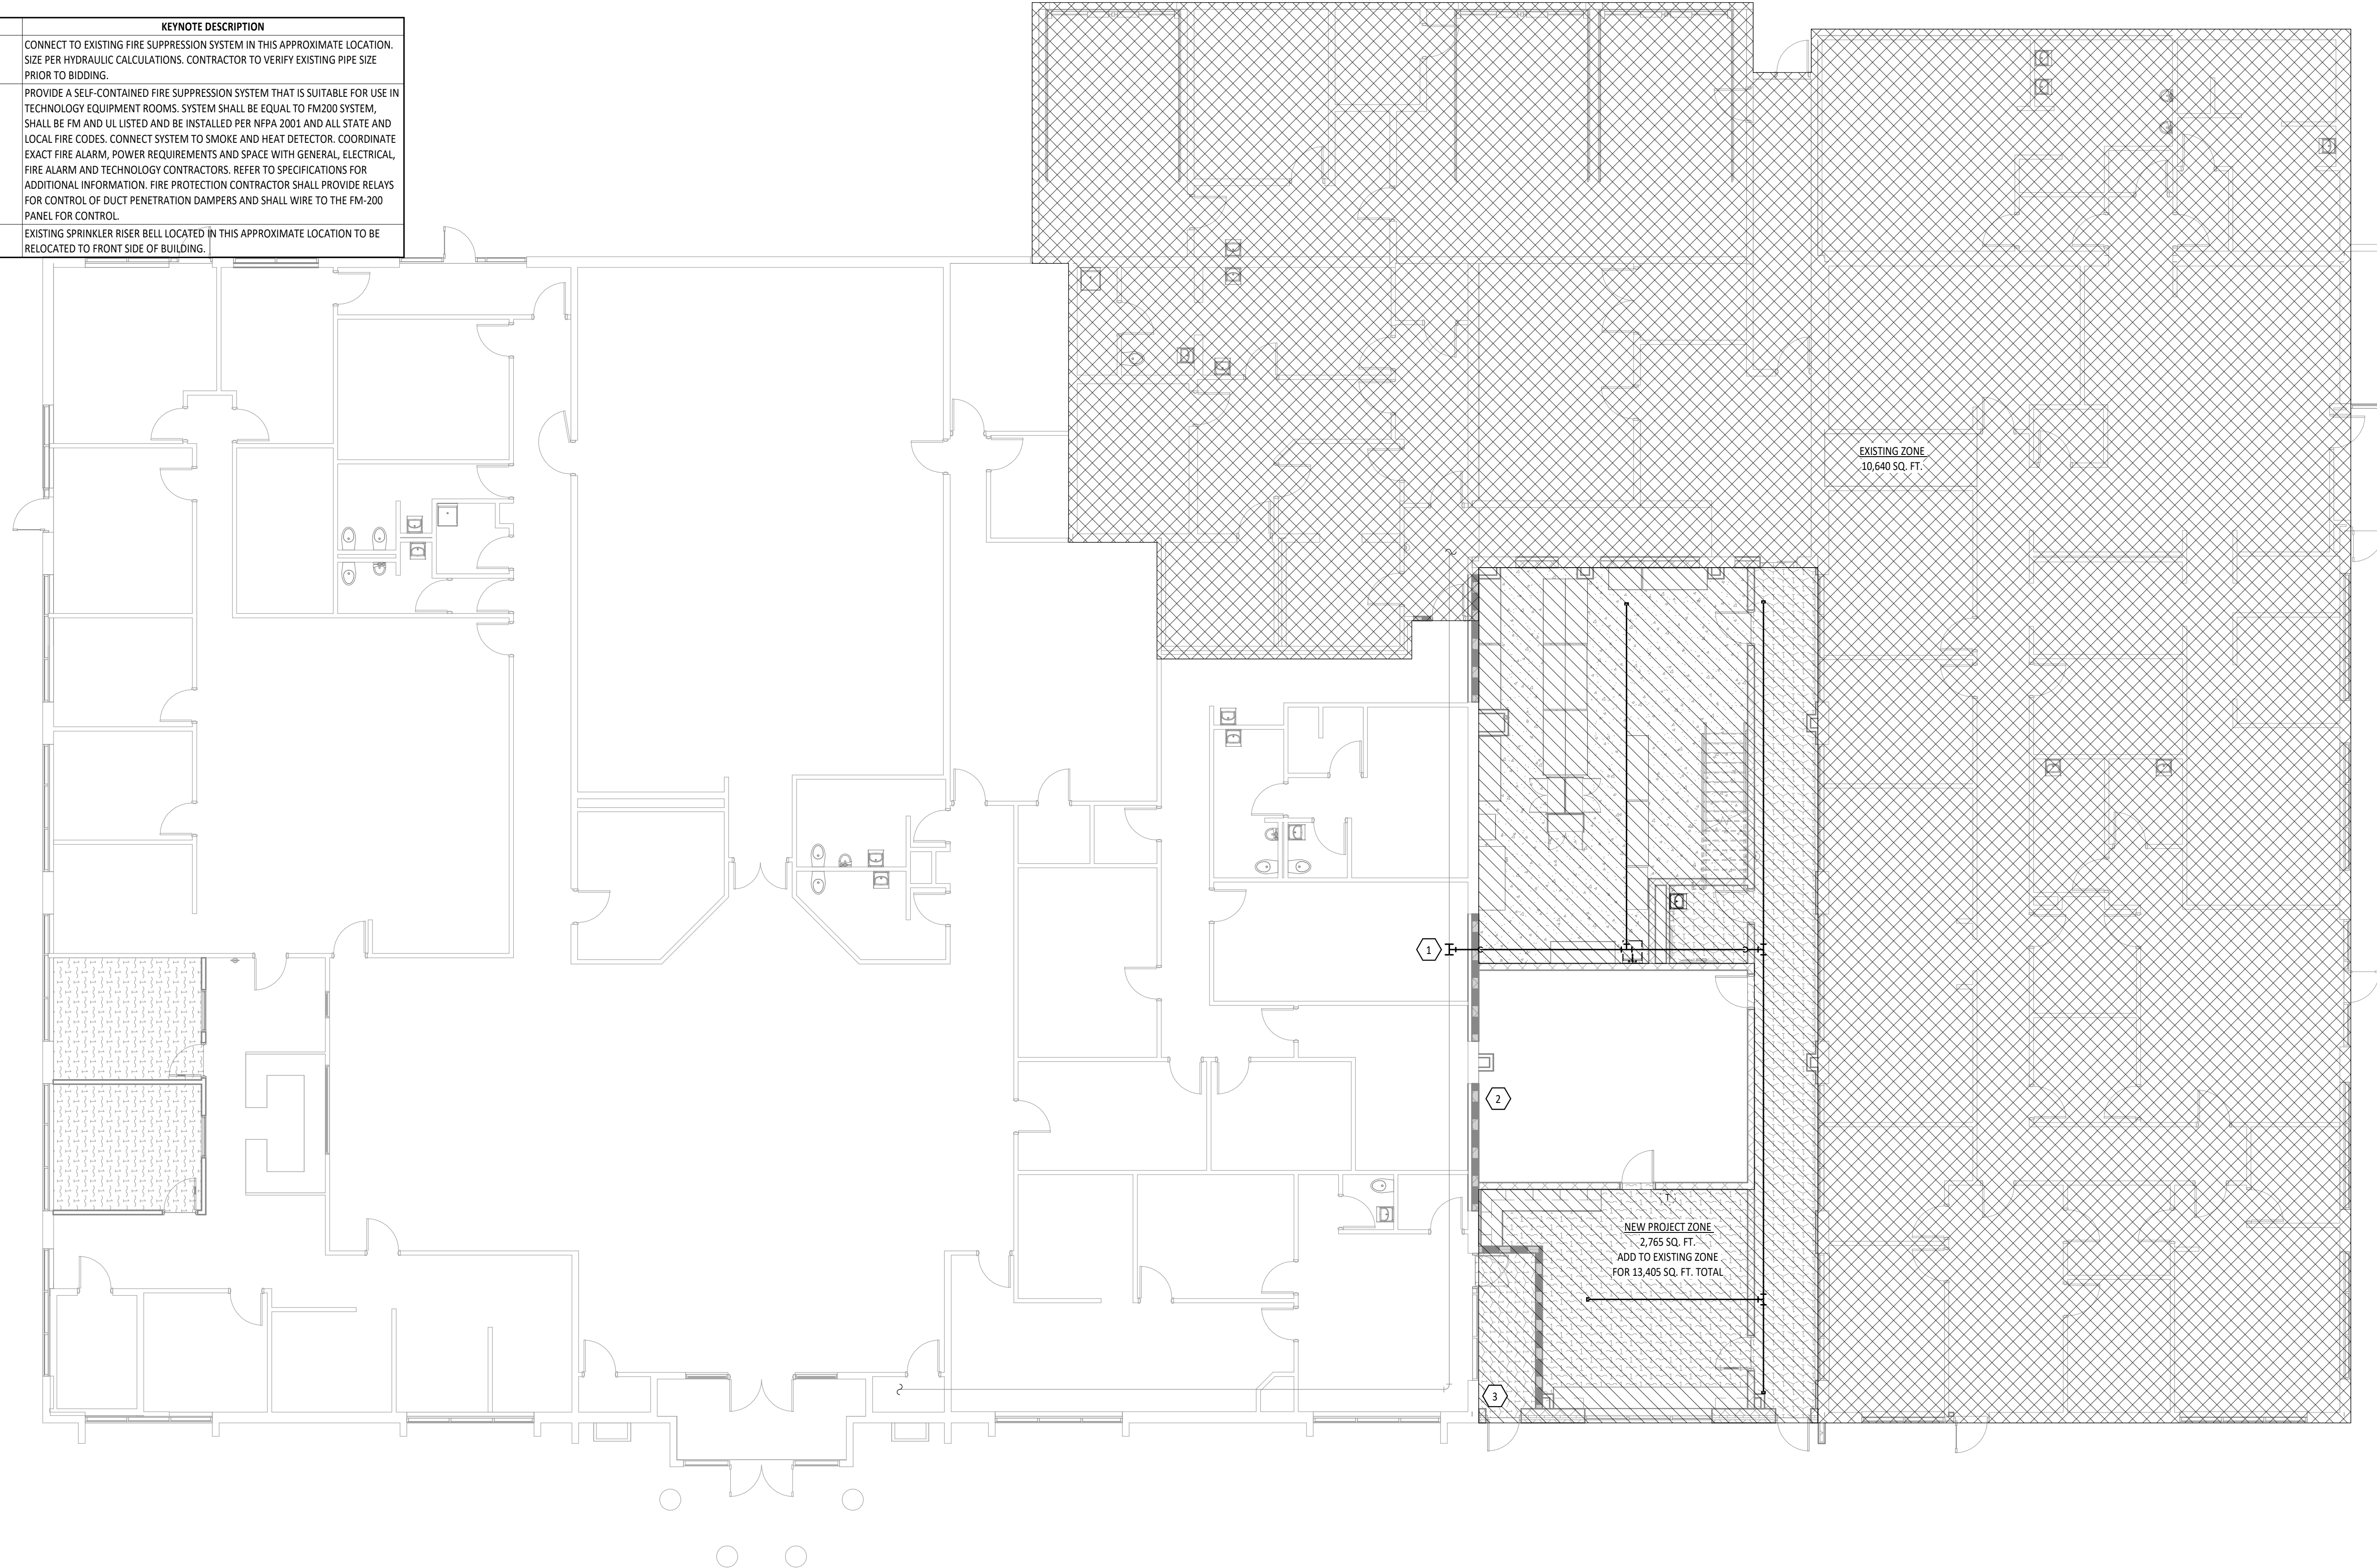 KEYNOTE DESCRIPTION
CONNECT TO EXISTING FIRE SUPPRESSION SYSTEM IN THIS APPROXIMATE LOCATION.
SIZE PER HYDRAULIC CALCULATIONS. CONTRACTOR TO VERIFY EXISTING PIPE SIZE
PRIOR TO BIDDING.
PROVIDE A SELF-CONTAINED FIRE SUPPRESSION SYSTEM THAT IS SUITABLE FOR USE IN
TECHNOLOGY EQUIPMENT ROOMS. SYSTEM SHALL BE EQUAL TO FM200 SYSTEM,
SHALL BE FM AND UL LISTED AND BE INSTALLED PER NFPA 2001 AND ALL STATE AND
LOCAL FIRE CODES. CONNECT SYSTEM TO SMOKE AND HEAT DETECTOR. COORDINATE
EXACT FIRE ALARM, POWER REQUIREMENTS AND SPACE WITH GENERAL, ELECTRICAL,
FIRE ALARM AND TECHNOLOGY CONTRACTORS. REFER TO SPECIFICATIONS FOR
ADDITIONAL INFORMATION. FIRE PROTECTION CONTRACTOR SHALL PROVIDE RELAYS
FOR CONTROL OF DUCT PENETRATION DAMPERS AND SHALL WIRE TO THE FM-200
PANEL FOR CONTROL.
EXISTING SPRINKLER RISER BELL LOCATED IN THIS APPROXIMATE LOCATION TO BE
RELOCATED TO FRONT SIDE OF BUILDING.
EXISTING ZONE
10,640 SQ. FT.
1
2
T
NEW PROJECT ZONE
2,765 SQ. FT.
ADD TO EXISTING ZONE
FOR 13,405 SQ. FT. TOTAL
3